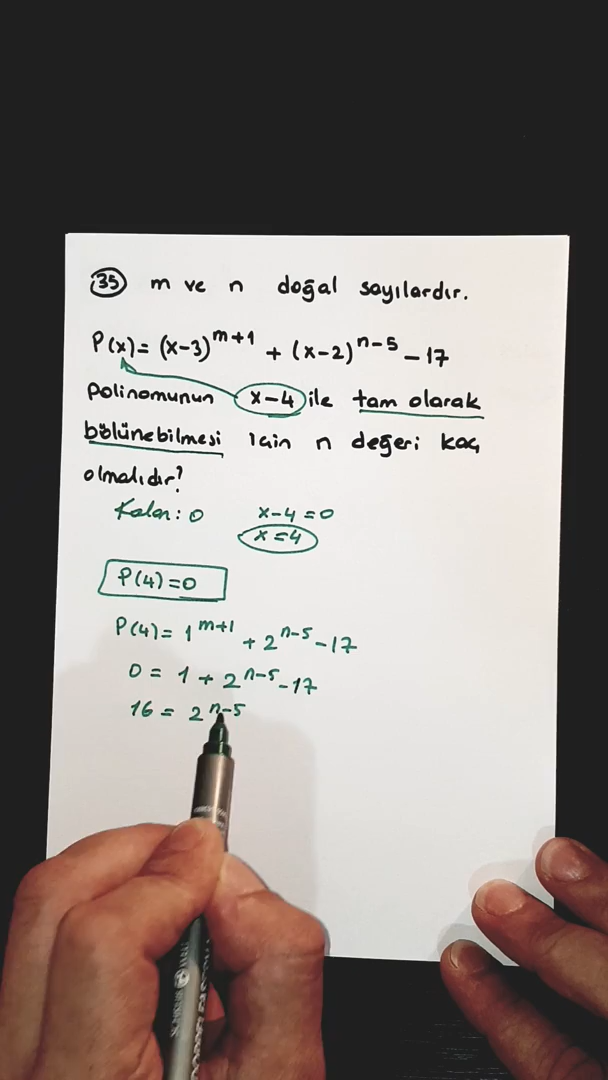 35 m ve n doğal sayılardır.
P(x) = (x-3)^m+1 + (x-2)^n-5 - 17
polinomunun x-4 ile tam olarak
bölünebilmesi için n değeri kaç
olmalıdır?
Kalan: 0 x-4=0
x=4
P(4)=0
P(4)= 1^m+1 + 2^n-5 - 17
0 = 1 + 2^n-5 - 17
16 = 2^n-5